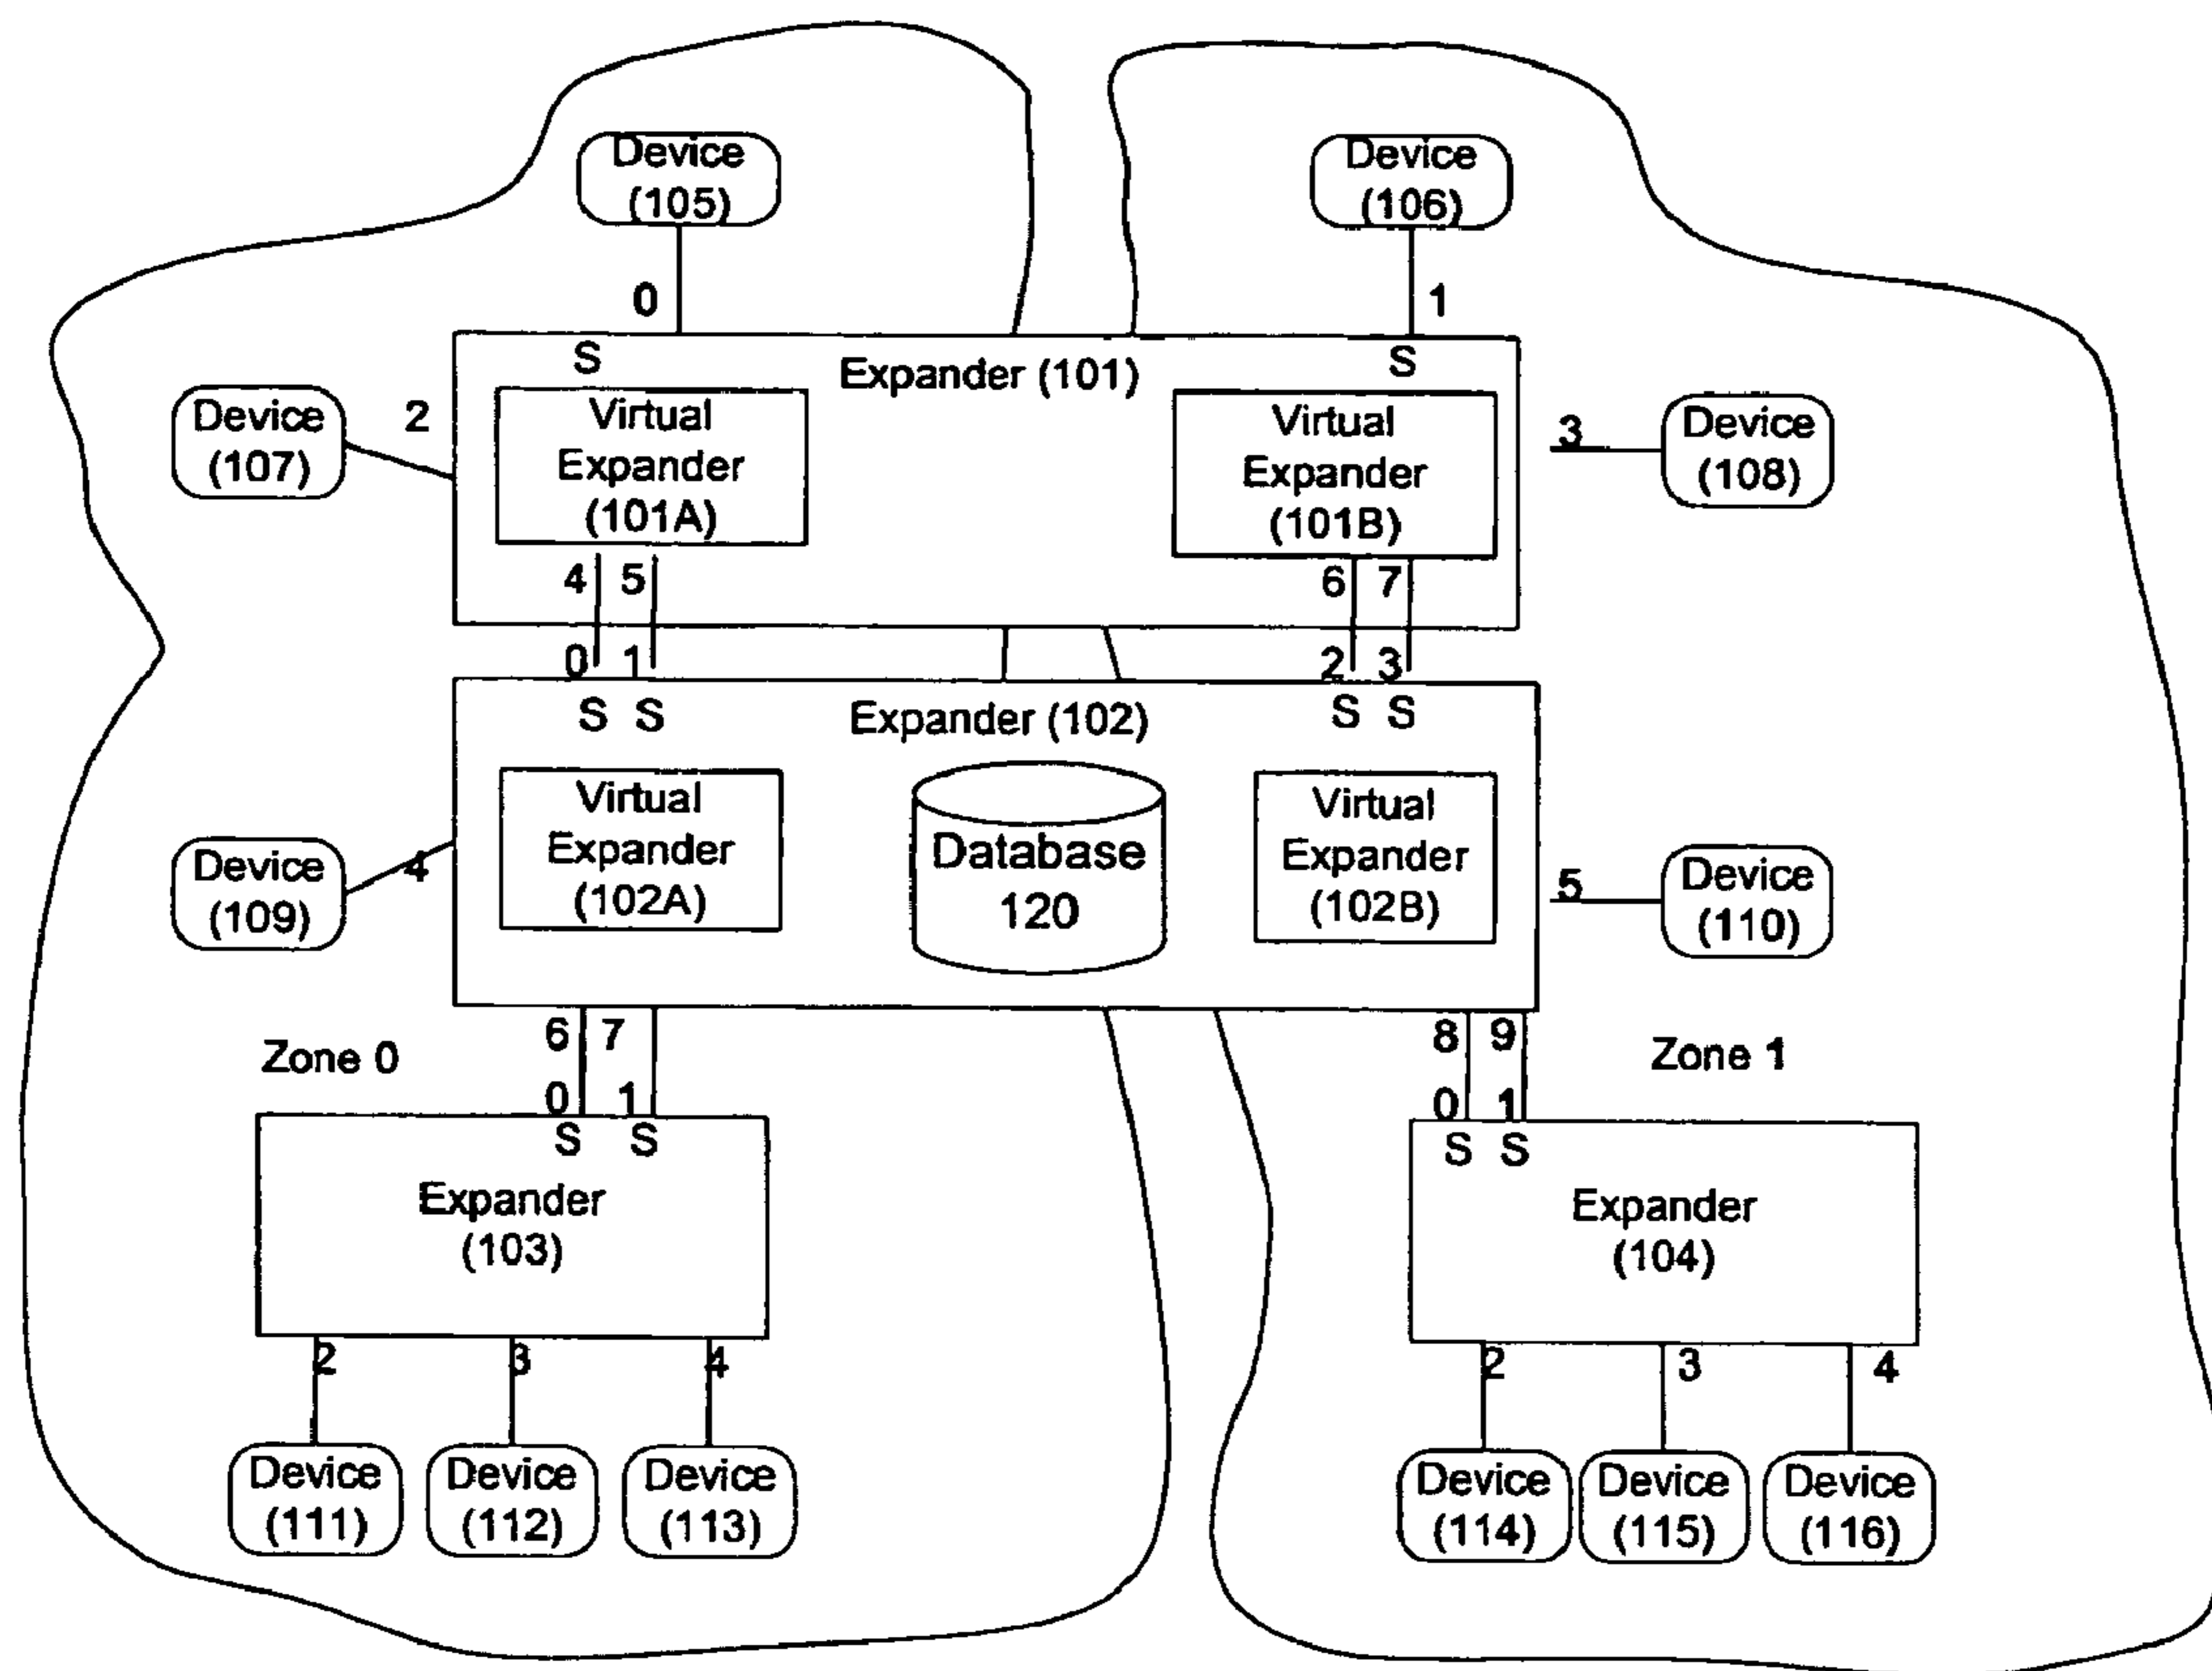 Device
(105)
Device
(106)
0
1
S
Expander (101)
S
Device
(107)
2
Virtual
Expander
(101A)
Virtual
Expander
(101B)
3
Device
(108)
4 5
6 7
0 1
2 3
S S
Expander (102)
S S
Device
(109)
4
Virtual
Expander
(102A)
Database
120
Virtual
Expander
(102B)
5
Device
(110)
6 7
8 9
Zone 0
Zone 1
0 1
0 1
S S
S S
Expander
(103)
Expander
(104)
2 3 4
2 3 4
Device
(111)
Device
(112)
Device
(113)
Device
(114)
Device
(115)
Device
(116)